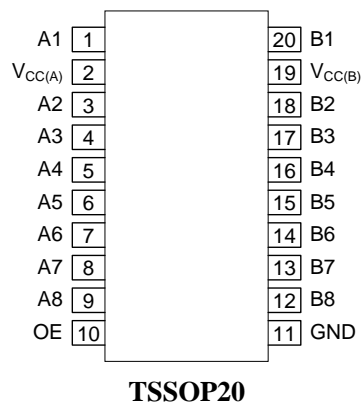 A1 1 20 B1
VCC(A) 2 19 VCC(B)
A2 3 18 B2
A3 4 17 B3
A4 5 16 B4
A5 6 15 B5
A6 7 14 B6
A7 8 13 B7
A8 9 12 B8
OE 10 11 GND
TSSOP20